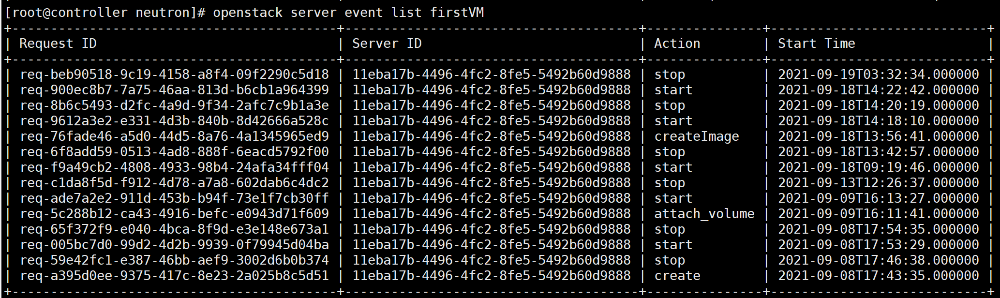 [root@controller neutron]# openstack server event list firstVM
+------------------------------------------+--------------------------------------+---------------+----------------------------+
| Request ID                               | Server ID                            | Action        | Start Time                 |
+------------------------------------------+--------------------------------------+---------------+----------------------------+
| req-beb90518-9c19-4158-a8f4-09f2290c5d18 | 11eba17b-4496-4fc2-8fe5-5492b60d9888 | stop          | 2021-09-19T03:32:34.000000 |
| req-900ec8b7-7a75-46aa-813d-b6cb1a964399 | 11eba17b-4496-4fc2-8fe5-5492b60d9888 | start         | 2021-09-18T14:22:42.000000 |
| req-8b6c5493-d2fc-4a9d-9f34-2afc7c9b1a3e | 11eba17b-4496-4fc2-8fe5-5492b60d9888 | stop          | 2021-09-18T14:20:19.000000 |
| req-9612a3e2-e331-4d3b-840b-8d42666a528c | 11eba17b-4496-4fc2-8fe5-5492b60d9888 | start         | 2021-09-18T14:18:10.000000 |
| req-76fade46-a5d0-44d5-8a76-4a1345965ed9 | 11eba17b-4496-4fc2-8fe5-5492b60d9888 | createImage   | 2021-09-18T13:56:41.000000 |
| req-6f8add59-0513-4ad8-888f-6eacd5792f00 | 11eba17b-4496-4fc2-8fe5-5492b60d9888 | stop          | 2021-09-18T13:42:57.000000 |
| req-f9a49cb2-4808-4933-98b4-24afa34fff04 | 11eba17b-4496-4fc2-8fe5-5492b60d9888 | start         | 2021-09-18T09:19:46.000000 |
| req-c1da8f5d-f912-4d78-a7a8-602dab6c4dc2 | 11eba17b-4496-4fc2-8fe5-5492b60d9888 | stop          | 2021-09-13T12:26:37.000000 |
| req-ade7a2e2-911d-453b-b94f-73e1f7cb30ff | 11eba17b-4496-4fc2-8fe5-5492b60d9888 | start         | 2021-09-09T16:13:27.000000 |
| req-5c288b12-ca43-4916-befc-e0943d71f609 | 11eba17b-4496-4fc2-8fe5-5492b60d9888 | attach_volume | 2021-09-09T16:11:41.000000 |
| req-65f372f9-e040-4bca-8f9d-e3e148e673a1 | 11eba17b-4496-4fc2-8fe5-5492b60d9888 | stop          | 2021-09-08T17:54:35.000000 |
| req-005bc7d0-99d2-4d2b-9939-0f79945d04ba | 11eba17b-4496-4fc2-8fe5-5492b60d9888 | start         | 2021-09-08T17:53:29.000000 |
| req-59e42fc1-e387-46bb-aef9-3002d6b0b374 | 11eba17b-4496-4fc2-8fe5-5492b60d9888 | stop          | 2021-09-08T17:46:38.000000 |
| req-a395d0ee-9375-417c-8e23-2a025b8c5d51 | 11eba17b-4496-4fc2-8fe5-5492b60d9888 | create        | 2021-09-08T17:43:35.000000 |
+------------------------------------------+--------------------------------------+---------------+----------------------------+